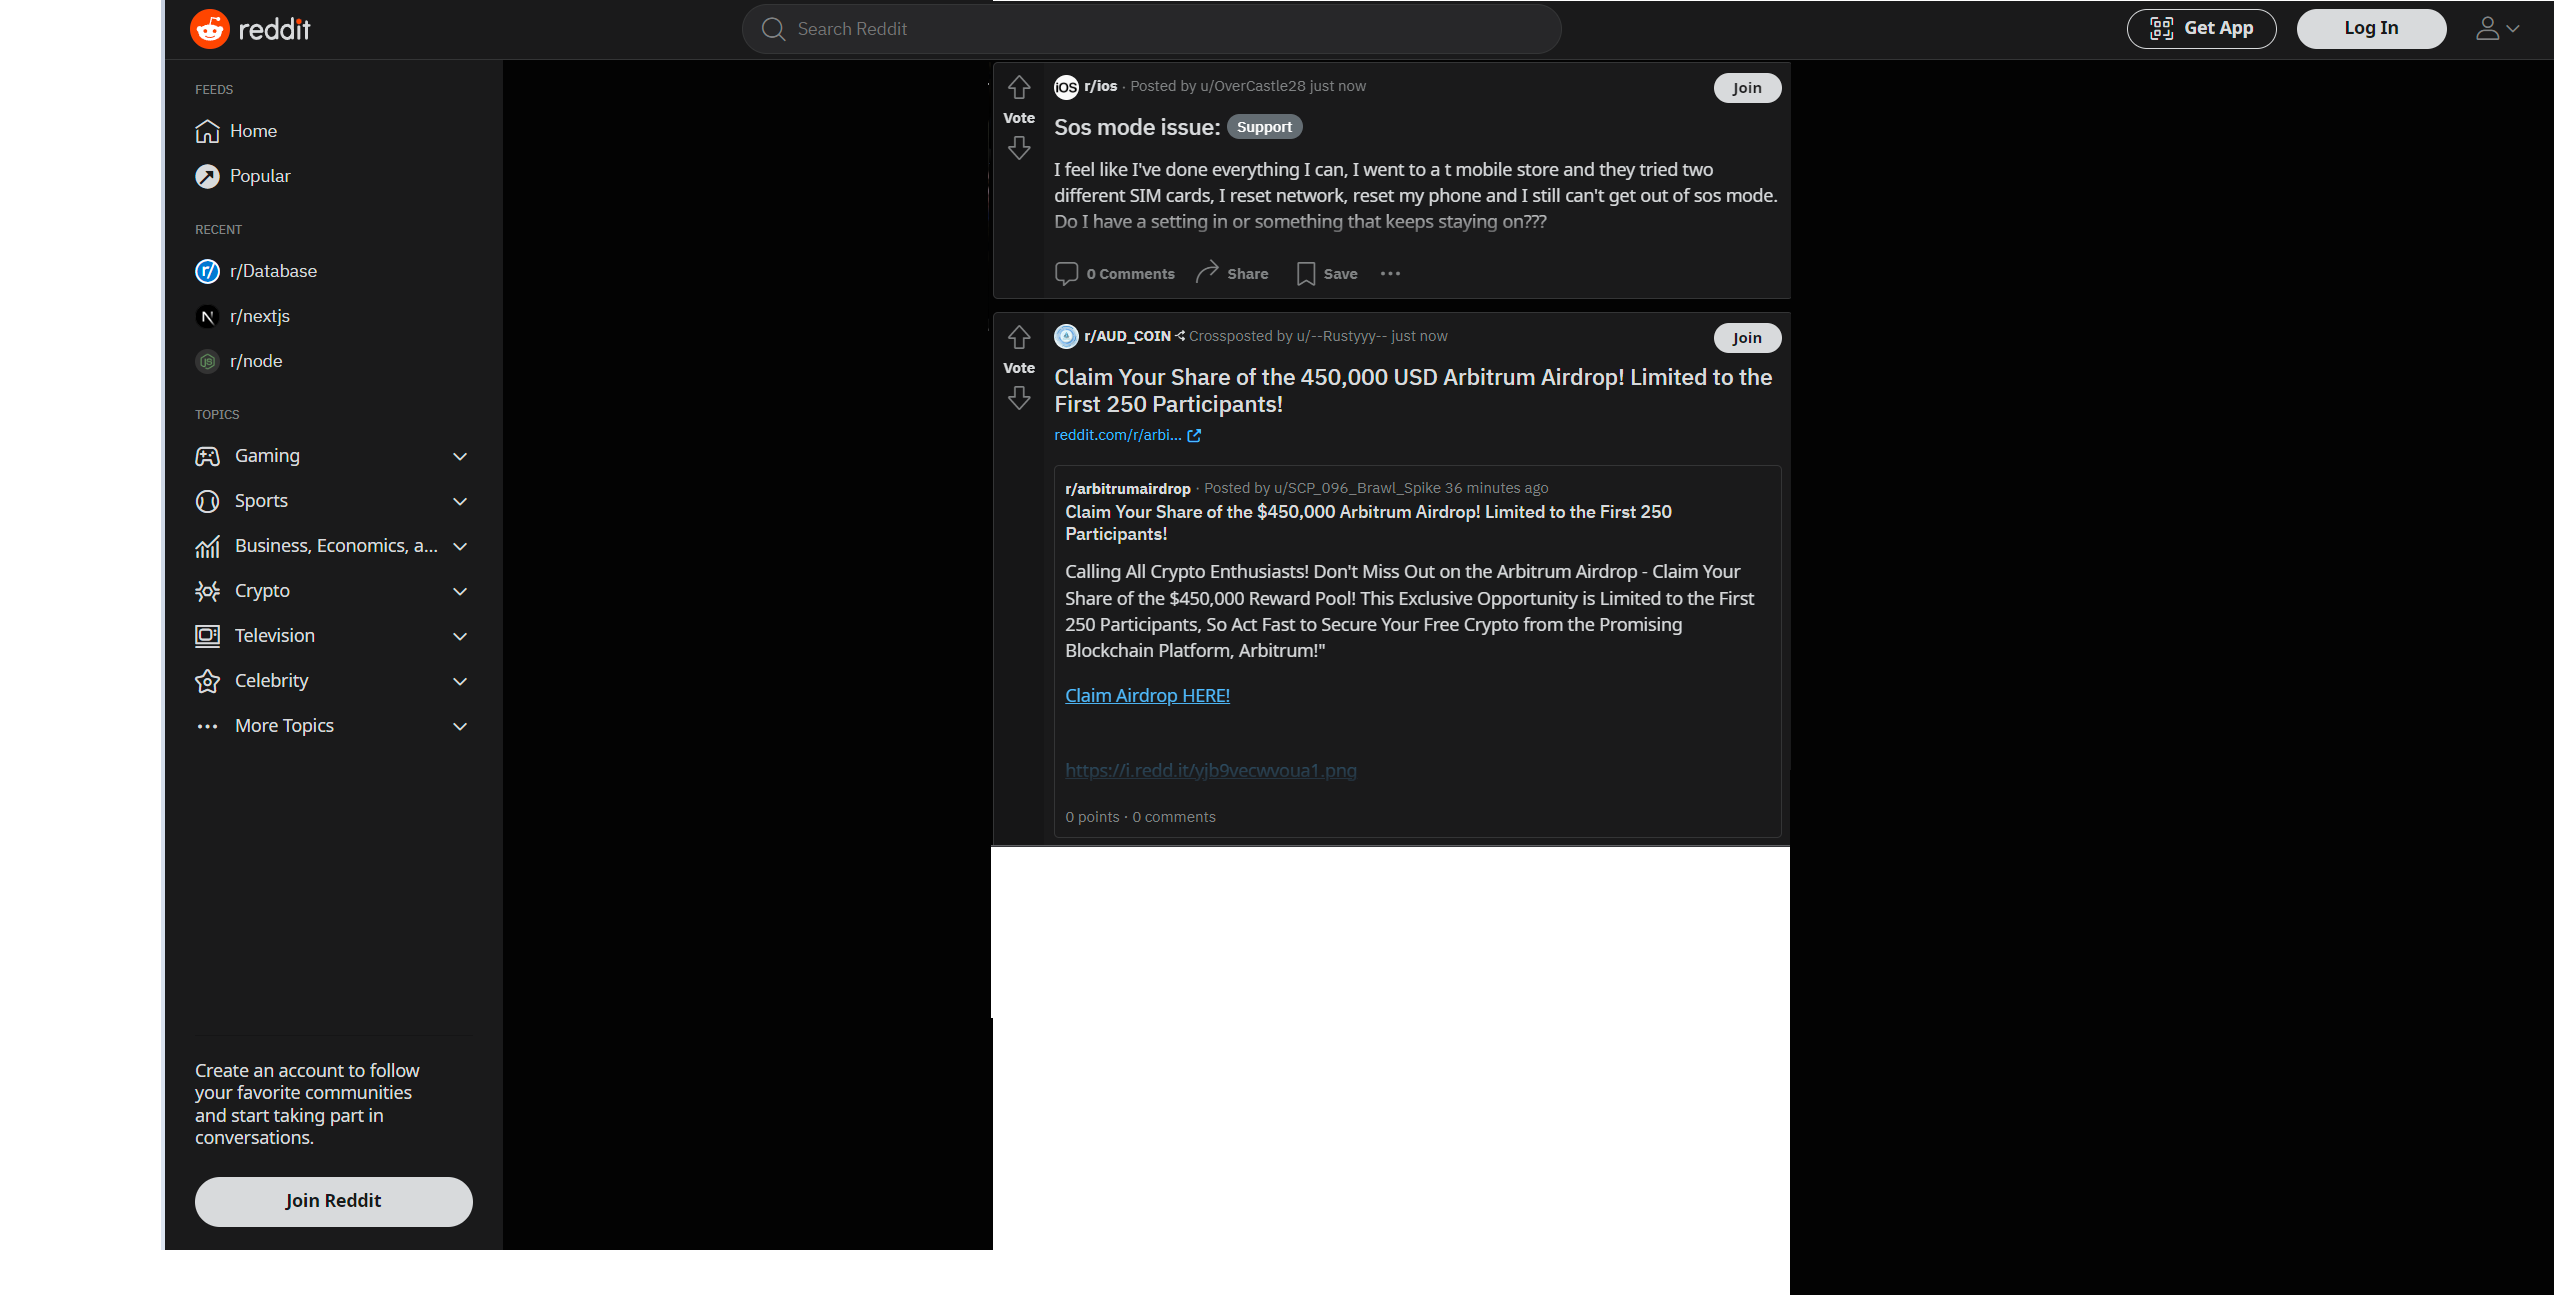 reddit
Search Reddit
Get App
Log In
FEEDS
Home
Popular
RECENT
r/Database
r/nextjs
r/node
TOPICS
Gaming
Sports
Business, Economics, a...
Crypto
Television
Celebrity
More Topics
Create an account to follow
your favorite communities
and start taking part in
conversations.
Join Reddit
iOS r/ios · Posted by u/OverCastle28 just now
Join
Vote
Sos mode issue: Support
I feel like I've done everything I can, I went to a t mobile store and they tried two
different SIM cards, I reset network, reset my phone and I still can't get out of sos mode.
Do I have a setting in or something that keeps staying on???
0 Comments Share Save
r/AUD_COIN Crossposted by u/--Rustyyy-- just now
Join
Vote
Claim Your Share of the 450,000 USD Arbitrum Airdrop! Limited to the
First 250 Participants!
reddit.com/r/arbi...
r/arbitrumairdrop · Posted by u/SCP_096_Brawl_Spike 36 minutes ago
Claim Your Share of the $450,000 Arbitrum Airdrop! Limited to the First 250
Participants!
Calling All Crypto Enthusiasts! Don't Miss Out on the Arbitrum Airdrop - Claim Your
Share of the $450,000 Reward Pool! This Exclusive Opportunity is Limited to the First
250 Participants, So Act Fast to Secure Your Free Crypto from the Promising
Blockchain Platform, Arbitrum!"
Claim Airdrop HERE!
https://i.redd.it/yjb9vecwvoua1.png
0 points · 0 comments